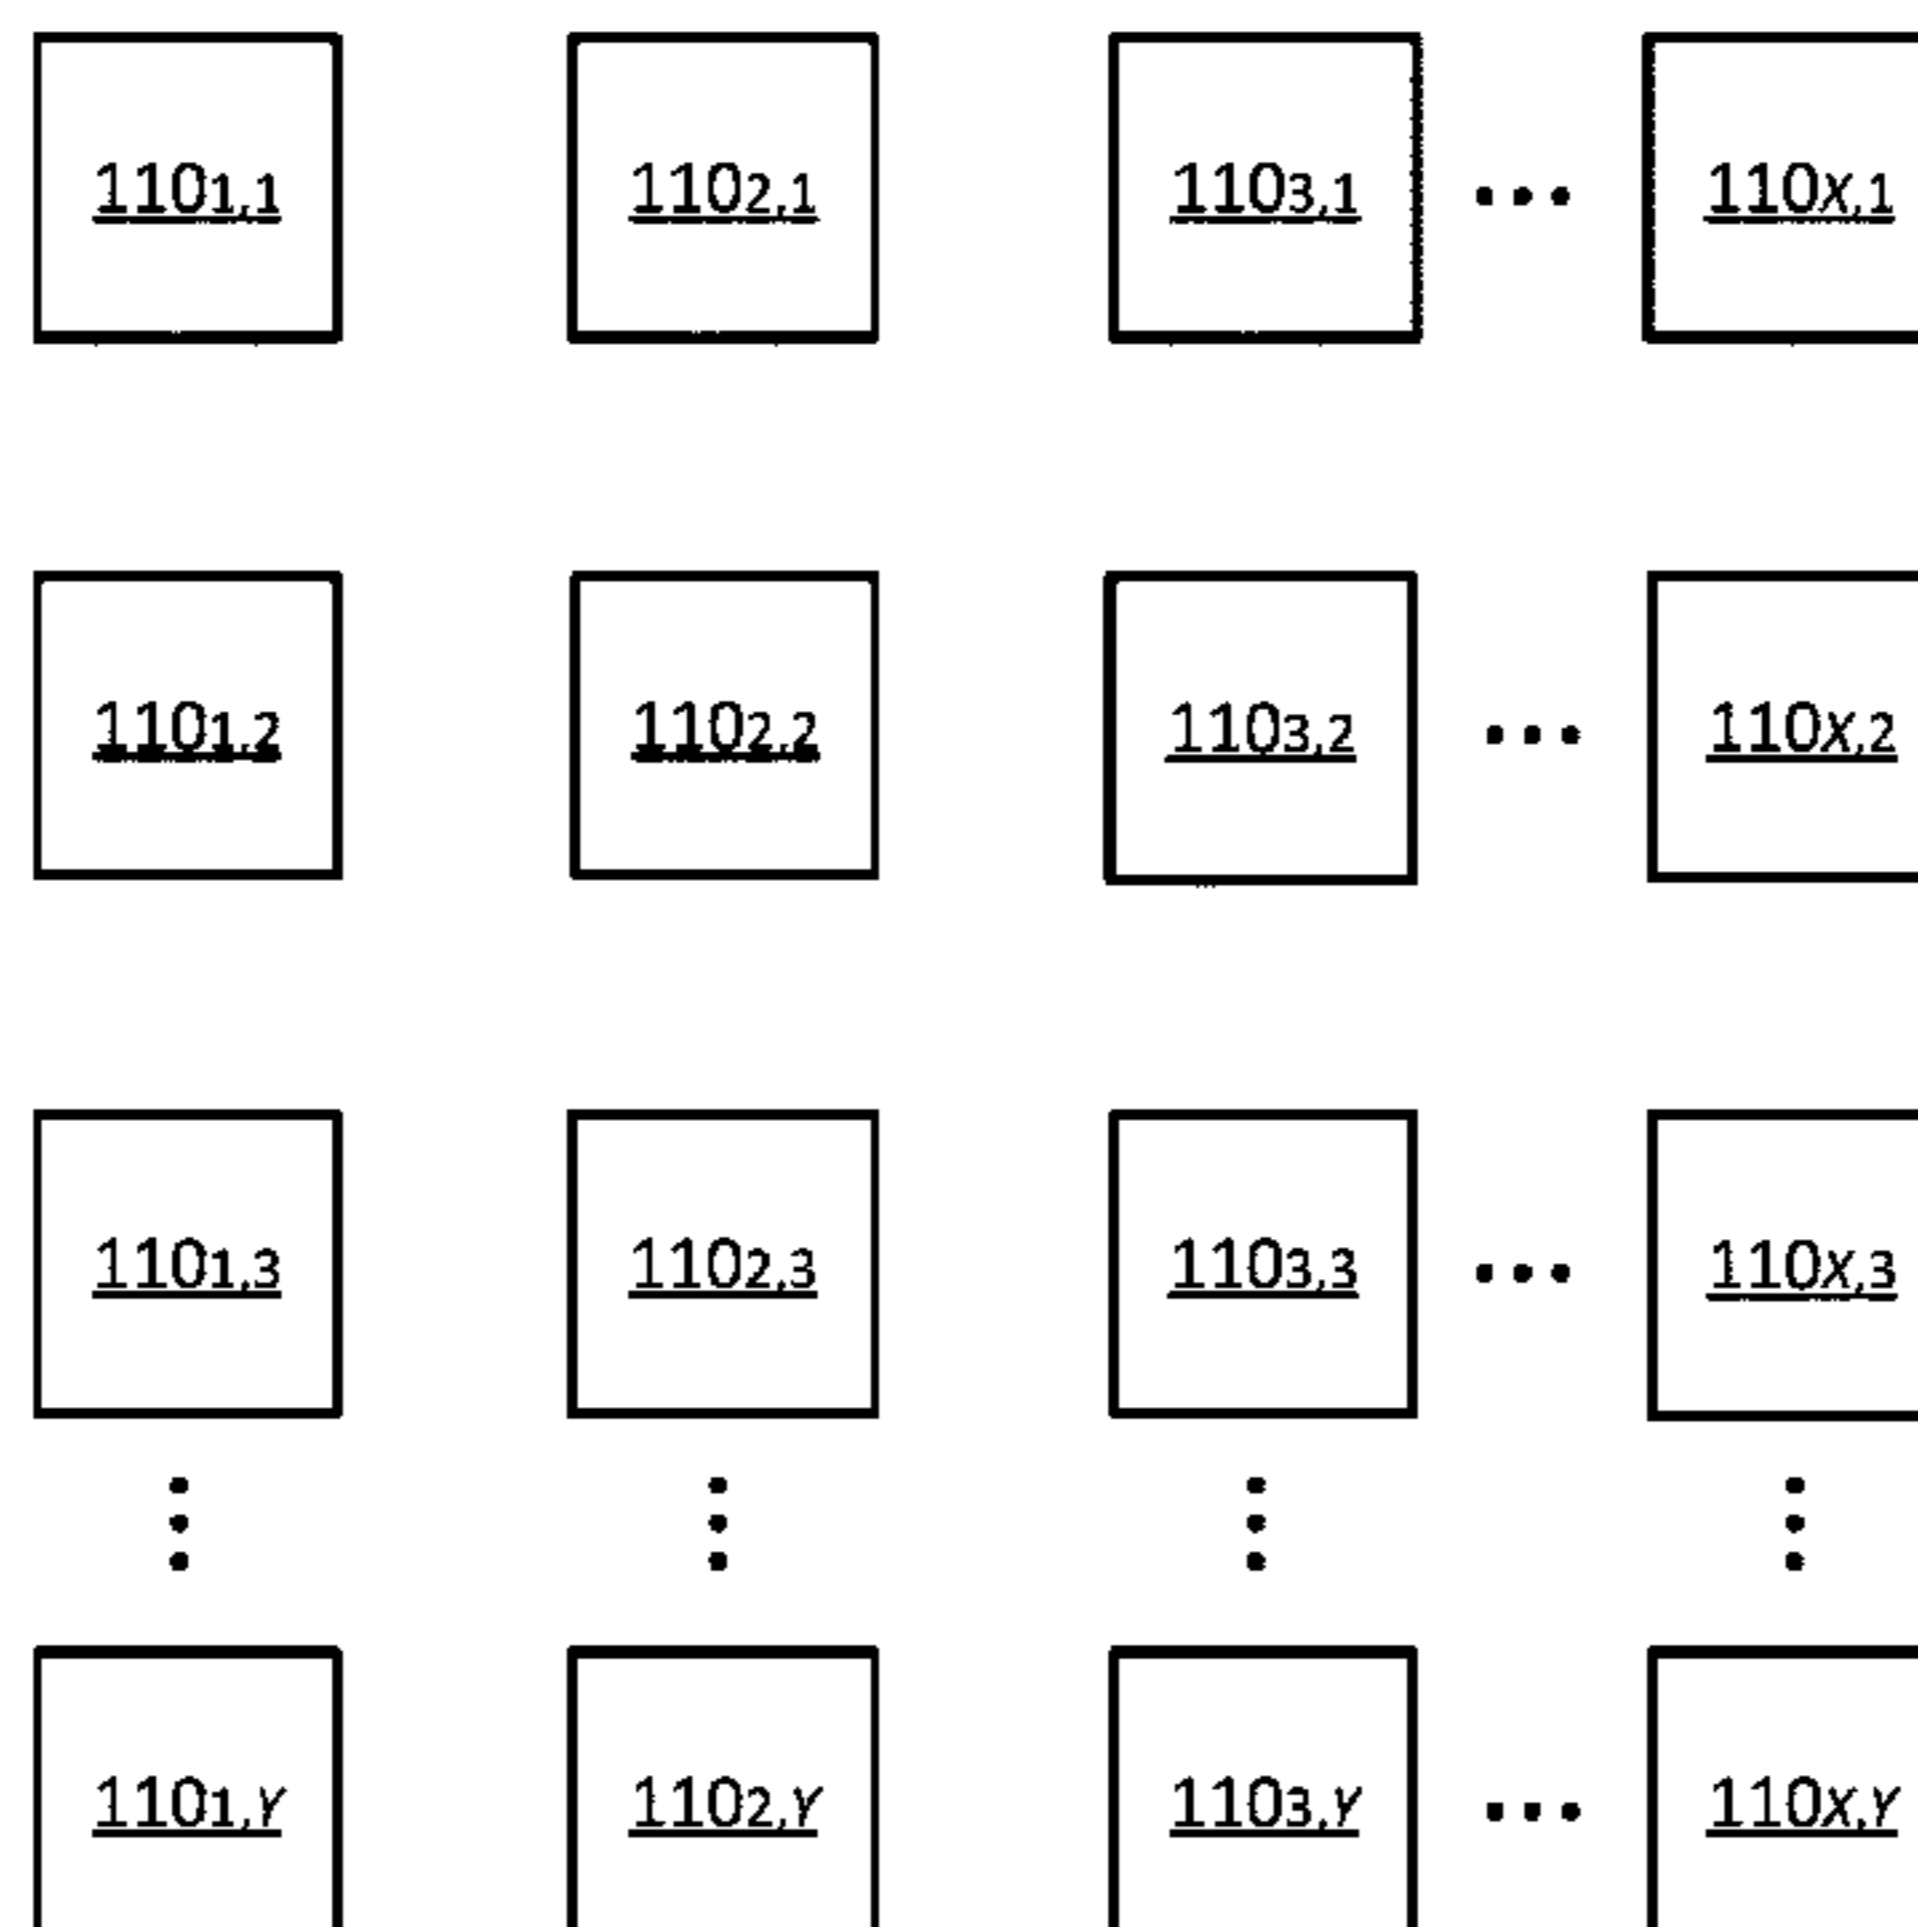 110₁,₁ 110₂,₁ 110₃,₁ ••• 110X,₁
110₁,₂ 110₂,₂ 110₃,₂ ••• 110X,₂
110₁,₃ 110₂,₃ 110₃,₃ ••• 110X,₃
110₁,Y 110₂,Y 110₃,Y ••• 110X,Y